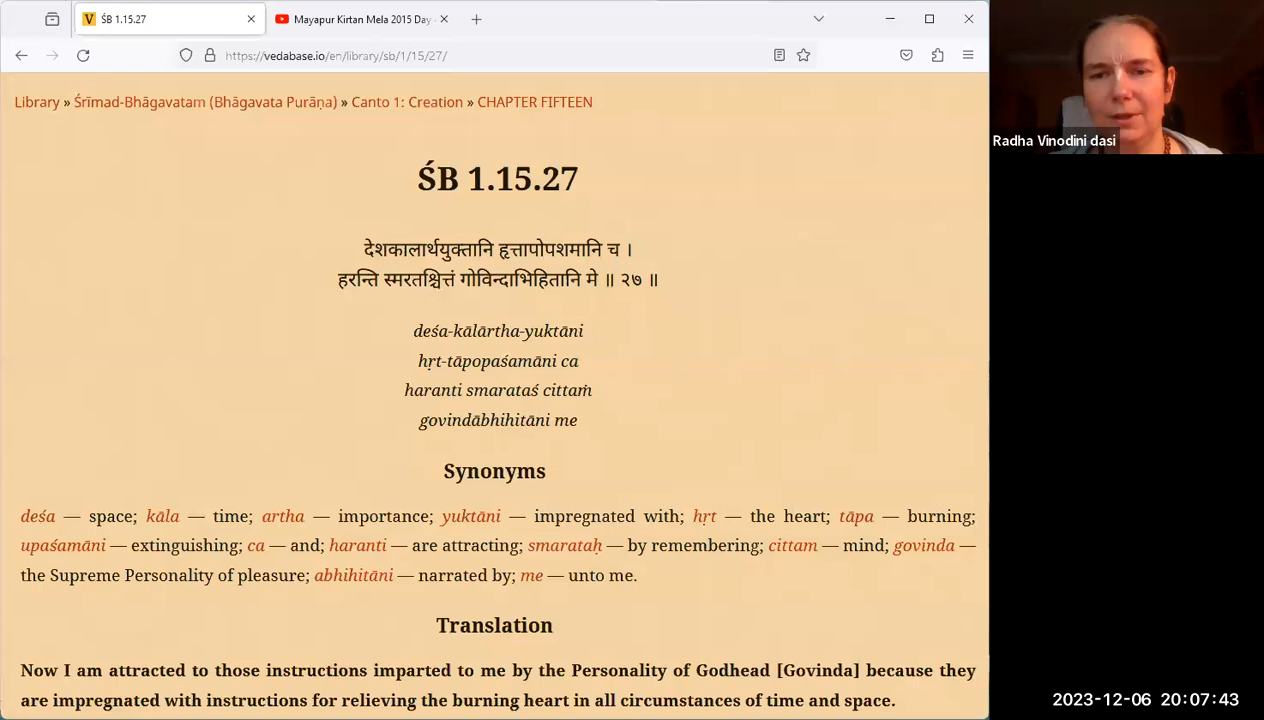 ŚB 1.15.27
Mayapur Kirtan Mela 2015 Day
https://vedabase.io/en/library/sb/1/15/27/
Library » Śrīmad-Bhāgavatam (Bhāgavata Purāṇa) » Canto 1: Creation » CHAPTER FIFTEEN
Radha Vinodini dasi
ŚB 1.15.27
देशकालार्थयुक्तानि हृत्तापोपशमानि च ।
हरन्ति स्मरतश्चित्तं गोविन्दाभिहितानि मे ॥ २७ ॥
deśa-kālārtha-yuktāni
hṛt-tāpopaśamāni ca
haranti smarataś cittaṁ
govindābhihitāni me
Synonyms
deśa — space; kāla — time; artha — importance; yuktāni — impregnated with; hṛt — the heart; tāpa — burning;
upaśamāni — extinguishing; ca — and; haranti — are attracting; smarataḥ — by remembering; cittam — mind; govinda —
the Supreme Personality of pleasure; abhihitāni — narrated by; me — unto me.
Translation
Now I am attracted to those instructions imparted to me by the Personality of Godhead [Govinda] because they
are impregnated with instructions for relieving the burning heart in all circumstances of time and space.
2023-12-06 20:07:43